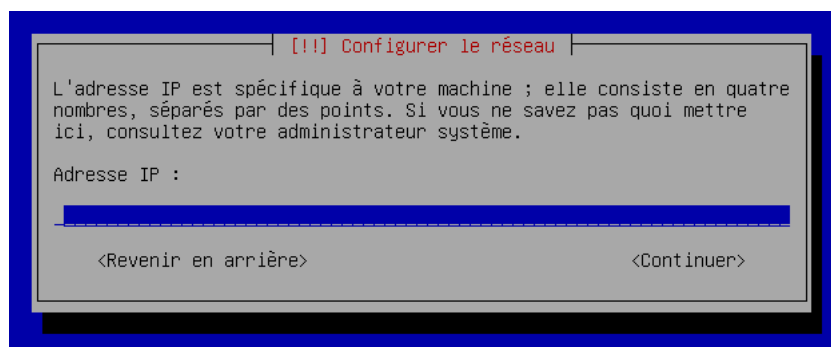 [!!] Configurer le réseau
L'adresse IP est spécifique à votre machine ; elle consiste en quatre
nombres, séparés par des points. Si vous ne savez pas quoi mettre
ici, consultez votre administrateur système.
Adresse IP :
<Revenir en arrière> <Continuer>